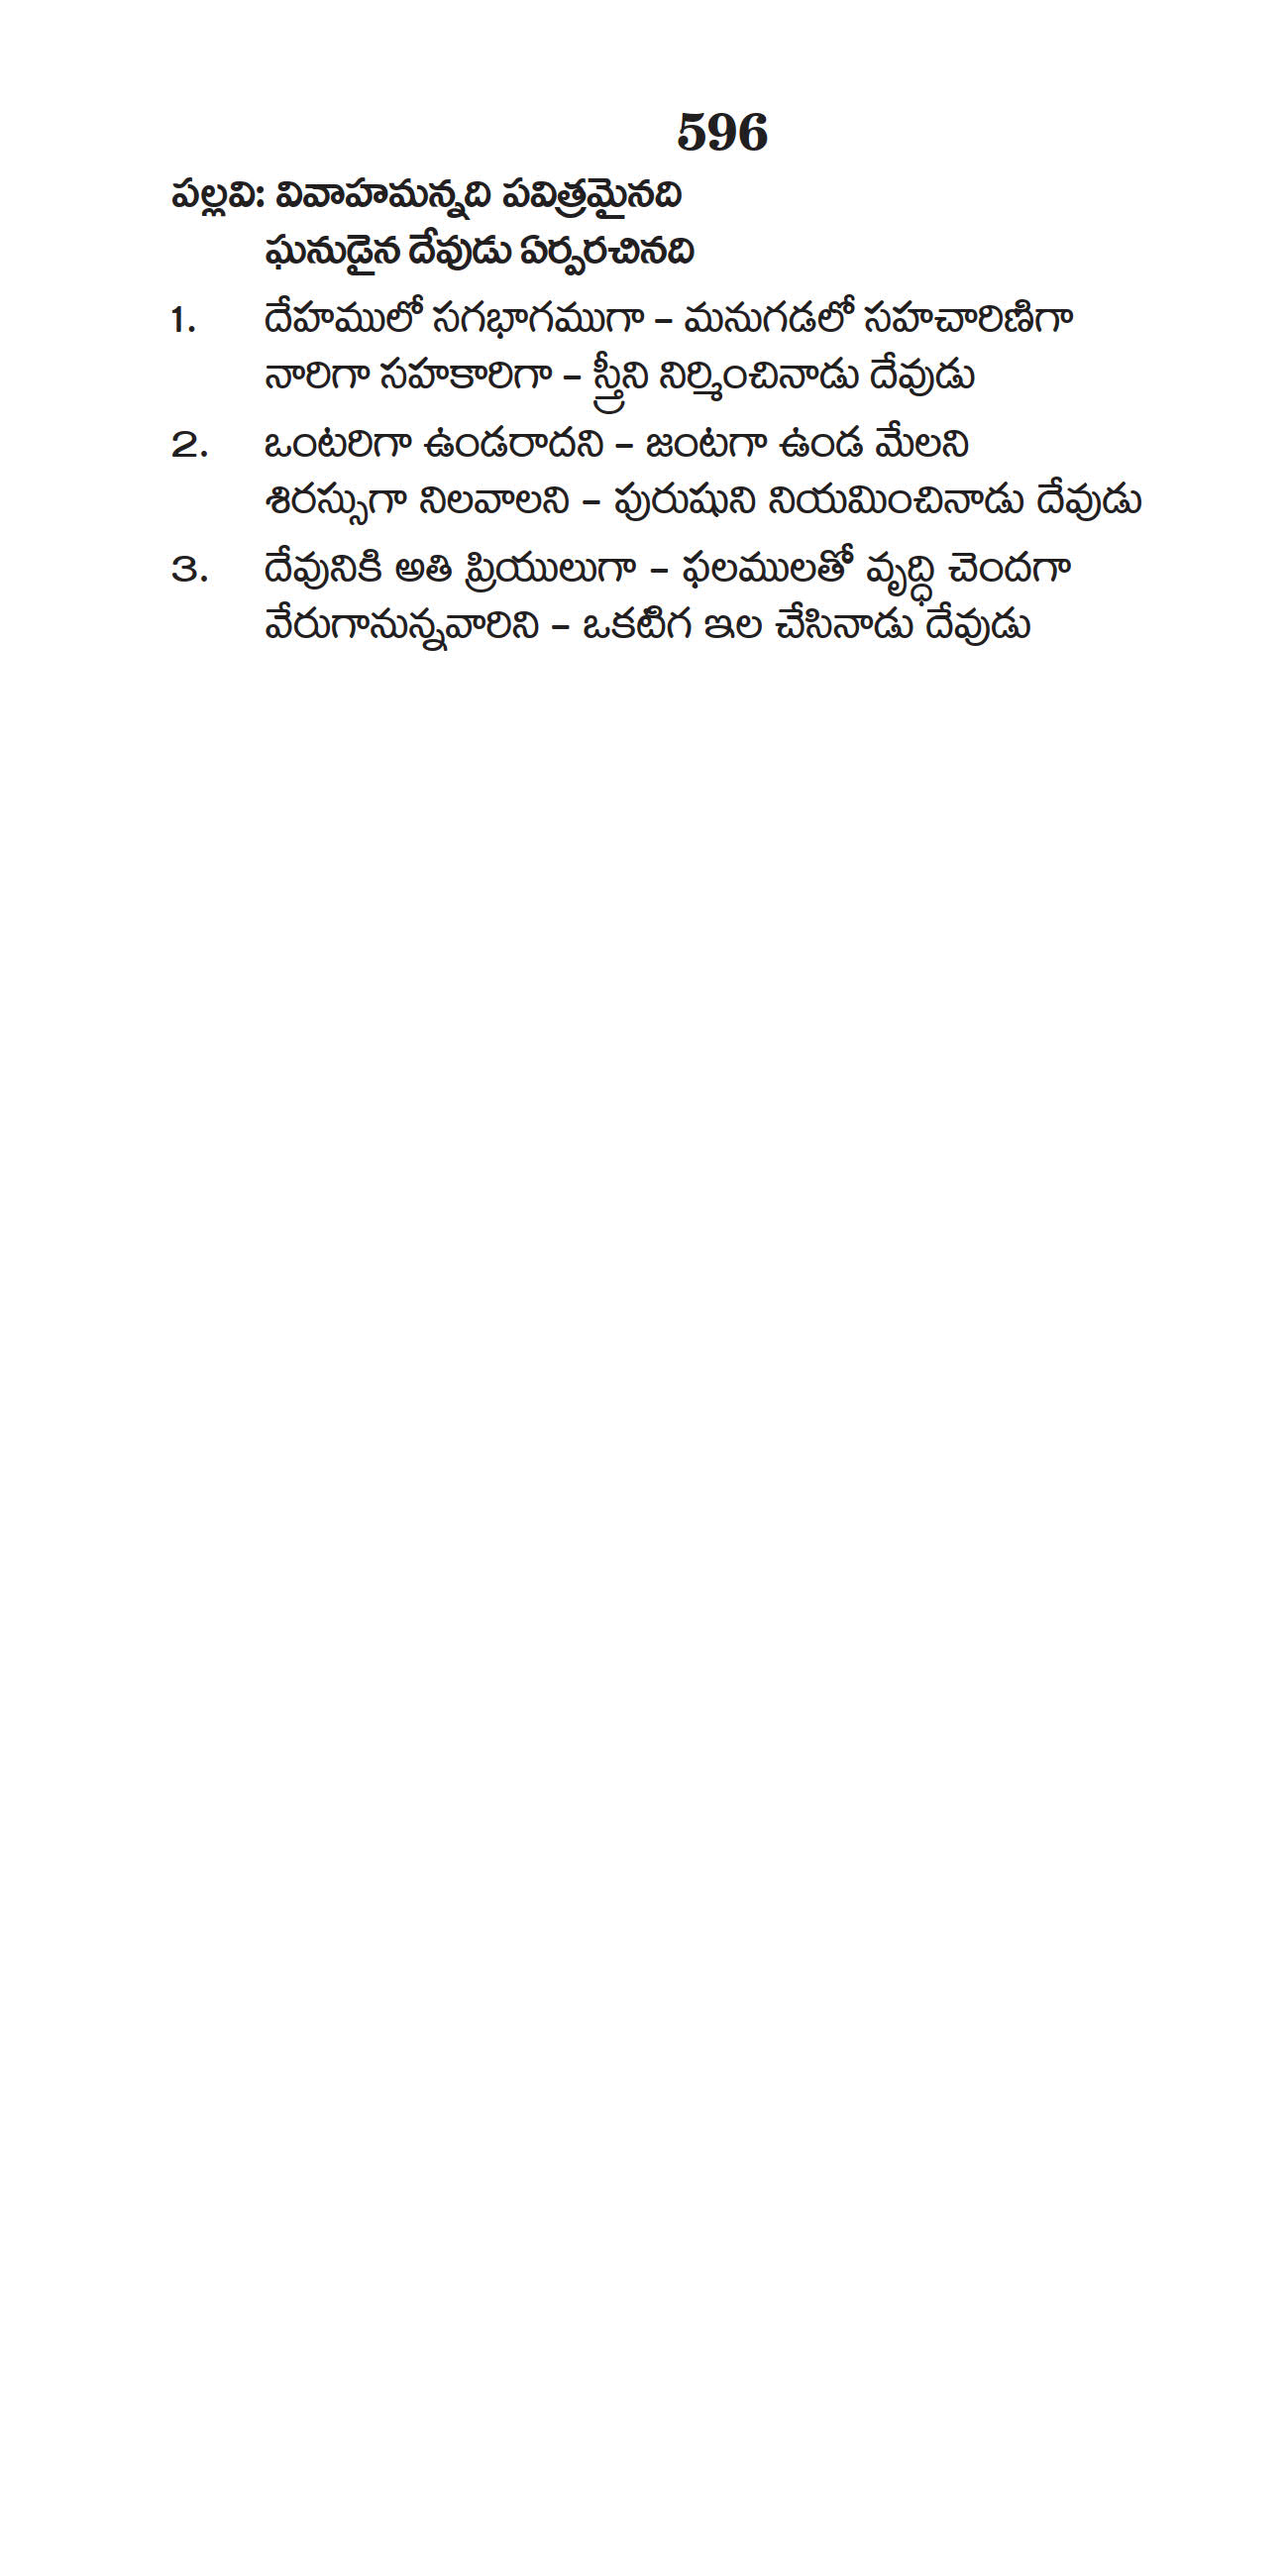 596
పల్లవి: వివాహమన్నది పవిత్రమైనది
ఘనుడైన దేవుడు ఏర్పరచినది
1. దేహములో సగభాగముగా – మనుగడలో సహచారిణిగా
నారిగా సహకారిగా – స్త్రీని నిర్మించినాడు దేవుడు
2. ఒంటరిగా ఉండరాదని – జంటగా ఉండ మేలని
శిరస్సుగా నిలవాలని – పురుషుని నియమించినాడు దేవుడు
3. దేవునికి అతి ప్రియులుగా – ఫలములతో వృద్ధి చెందగా
వేరుగానున్నవారిని – ఒకటిగ ఇల చేసినాడు దేవుడు